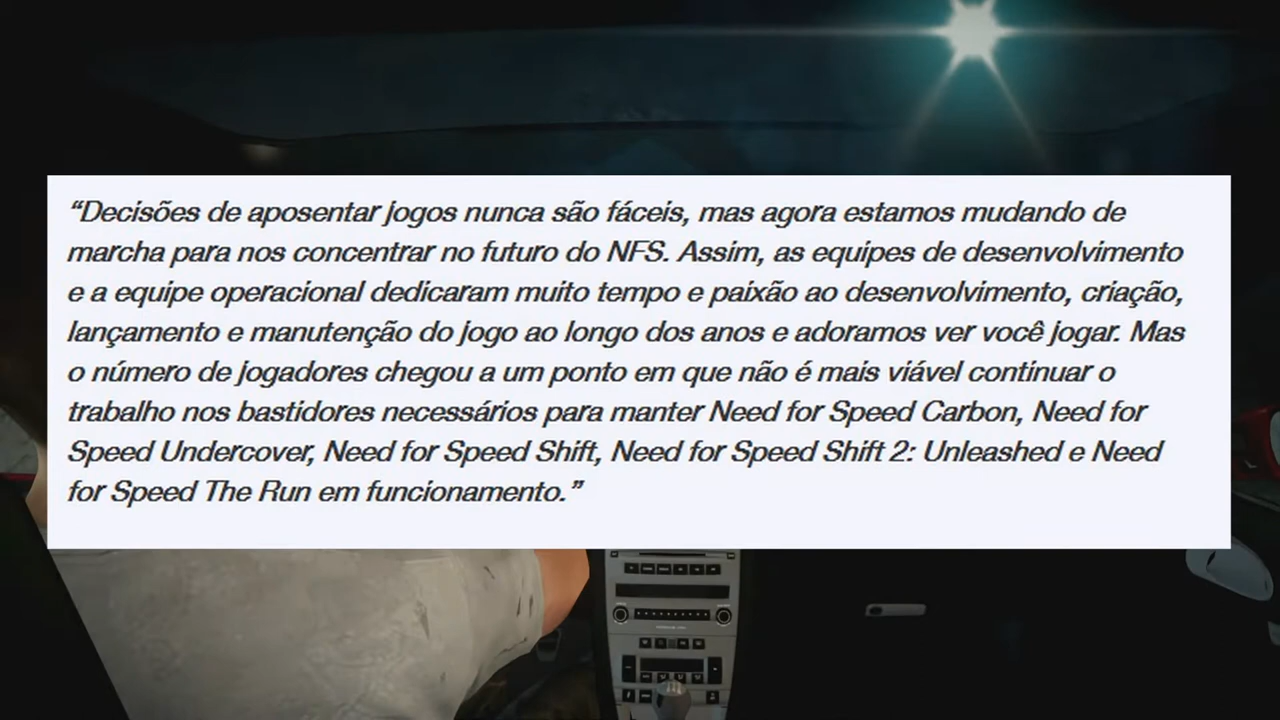 “Decisões de aposentar jogos nunca são fáceis, mas agora estamos mudando de
marcha para nos concentrar no futuro do NFS. Assim, as equipes de desenvolvimento
e a equipe operacional dedicaram muito tempo e paixão ao desenvolvimento, criação,
lançamento e manutenção do jogo ao longo dos anos e adoramos ver você jogar. Mas
o número de jogadores chegou a um ponto em que não é mais viável continuar o
trabalho nos bastidores necessários para manter Need for Speed Carbon, Need for
Speed Undercover, Need for Speed Shift, Need for Speed Shift 2: Unleashed e Need
for Speed The Run em funcionamento.”